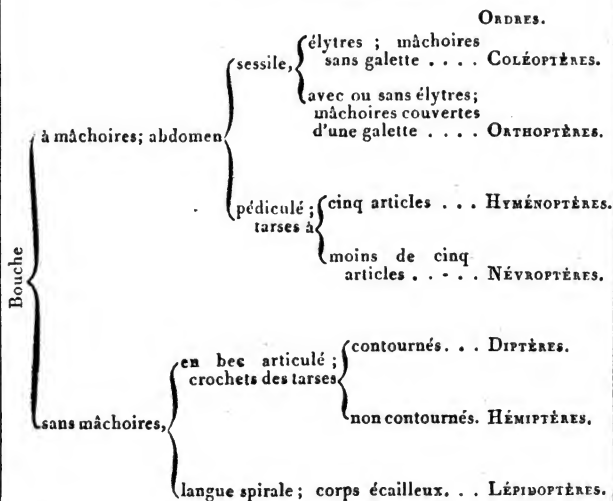 ORDRES.
élytres ; mâchoires
sessile, sans galette . . . . COLÉOPTÈRES.
avec ou sans élytres;
mâchoires couvertes
à mâchoires; abdomen d'une galette . . . . ORTHOPTÈRES.
pédiculé ; cinq articles . . . HYMÉNOPTÈRES.
tarses à
moins de cinq
articles . . - . . NÉVROPTÈRES.
Bouche
en bec articulé ; contournés. . . DIPTÈRES.
crochets des tarses
non contournés. HÉMIPTÈRES.
sans mâchoires,
langue spirale ; corps écailleux. . . LÉPIDOPTÈRES.